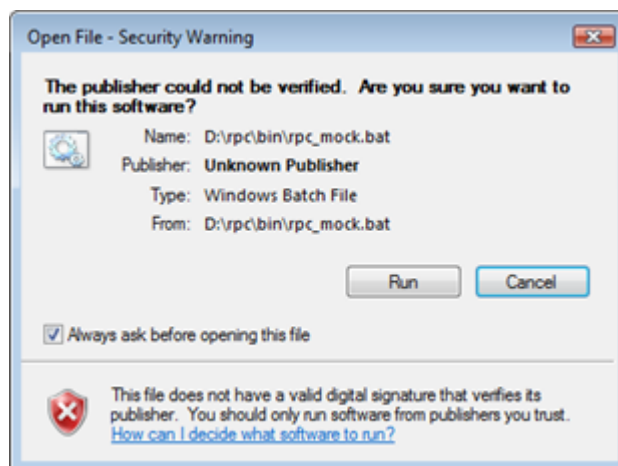 Open File - Security Warning
The publisher could not be verified.  Are you sure you want to
run this software?
Name: D:\rpc\bin\rpc_mock.bat
Publisher: Unknown Publisher
Type: Windows Batch File
From: D:\rpc\bin\rpc_mock.bat
Run Cancel
Always ask before opening this file
This file does not have a valid digital signature that verifies its
publisher.  You should only run software from publishers you trust.
How can I decide what software to run?